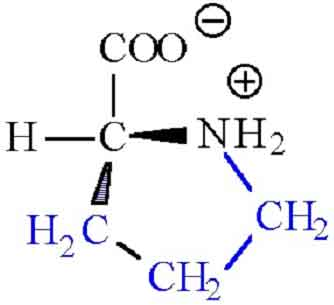 COO ⊖
⊕
H C NH₂
H₂C CH₂
CH₂